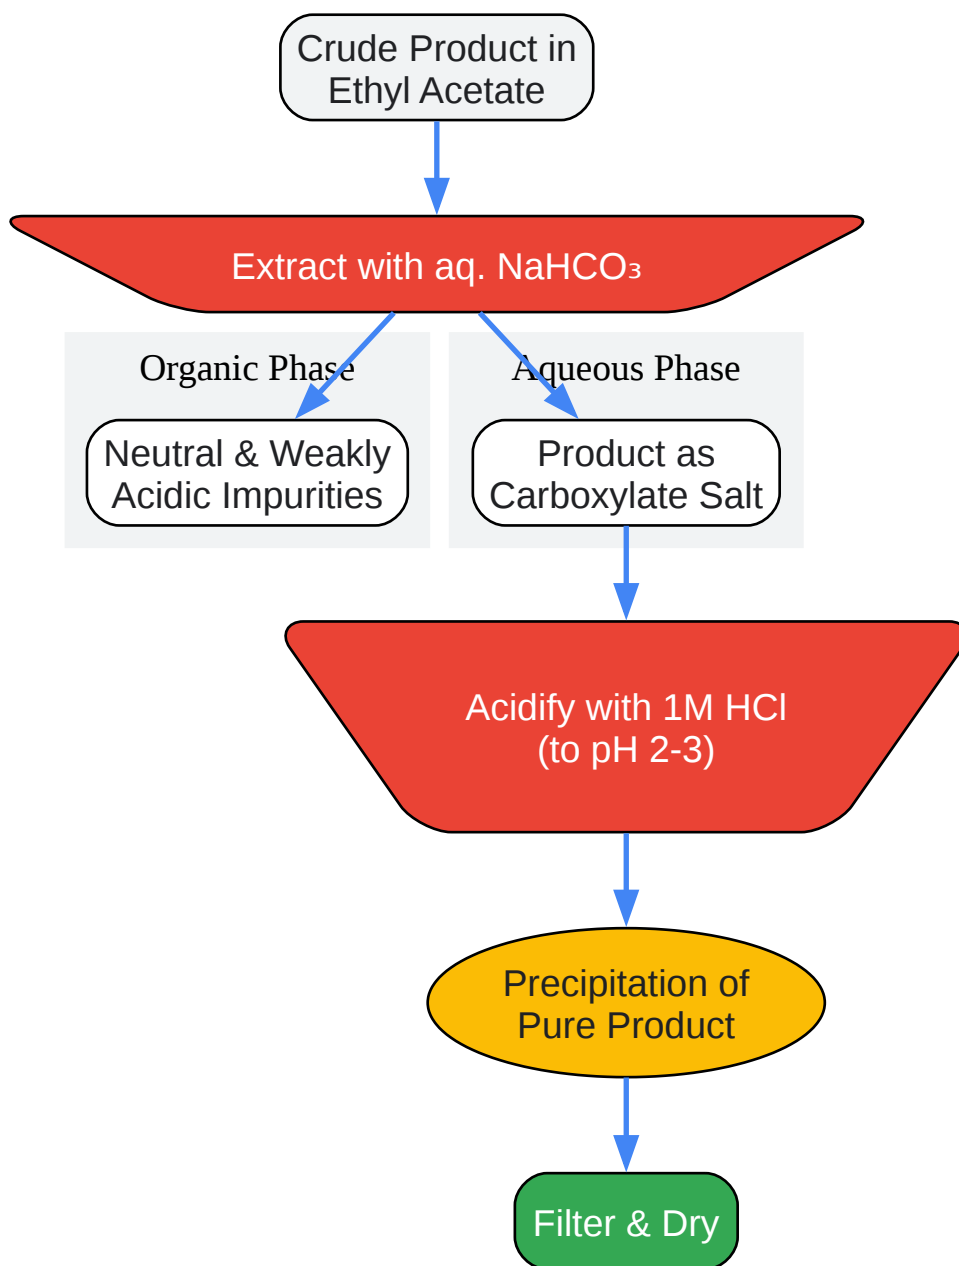 Crude Product in
Ethyl Acetate
Extract with aq. NaHCO₃
Organic Phase
Aqueous Phase
Neutral & Weakly
Acidic Impurities
Product as
Carboxylate Salt
Acidify with 1M HCl
(to pH 2-3)
Precipitation of
Pure Product
Filter & Dry